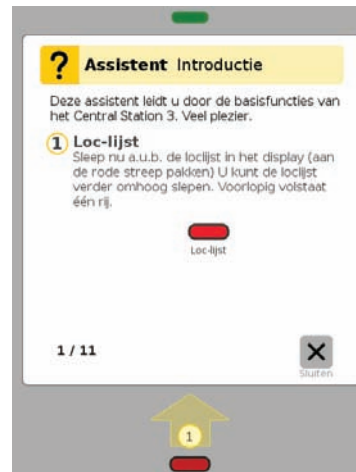 ? Assistent Introductie
Deze assistent leidt u door de basisfuncties van
het Central Station 3. Veel plezier.
1 Loc-lijst
Sleep nu a.u.b. de loclijst in het display (aan
de rode streep pakken) U kunt de loclijst
verder omhoog slepen. Voorlopig volstaat
één rij.
Loc-lijst
1 / 11
Sluiten
1